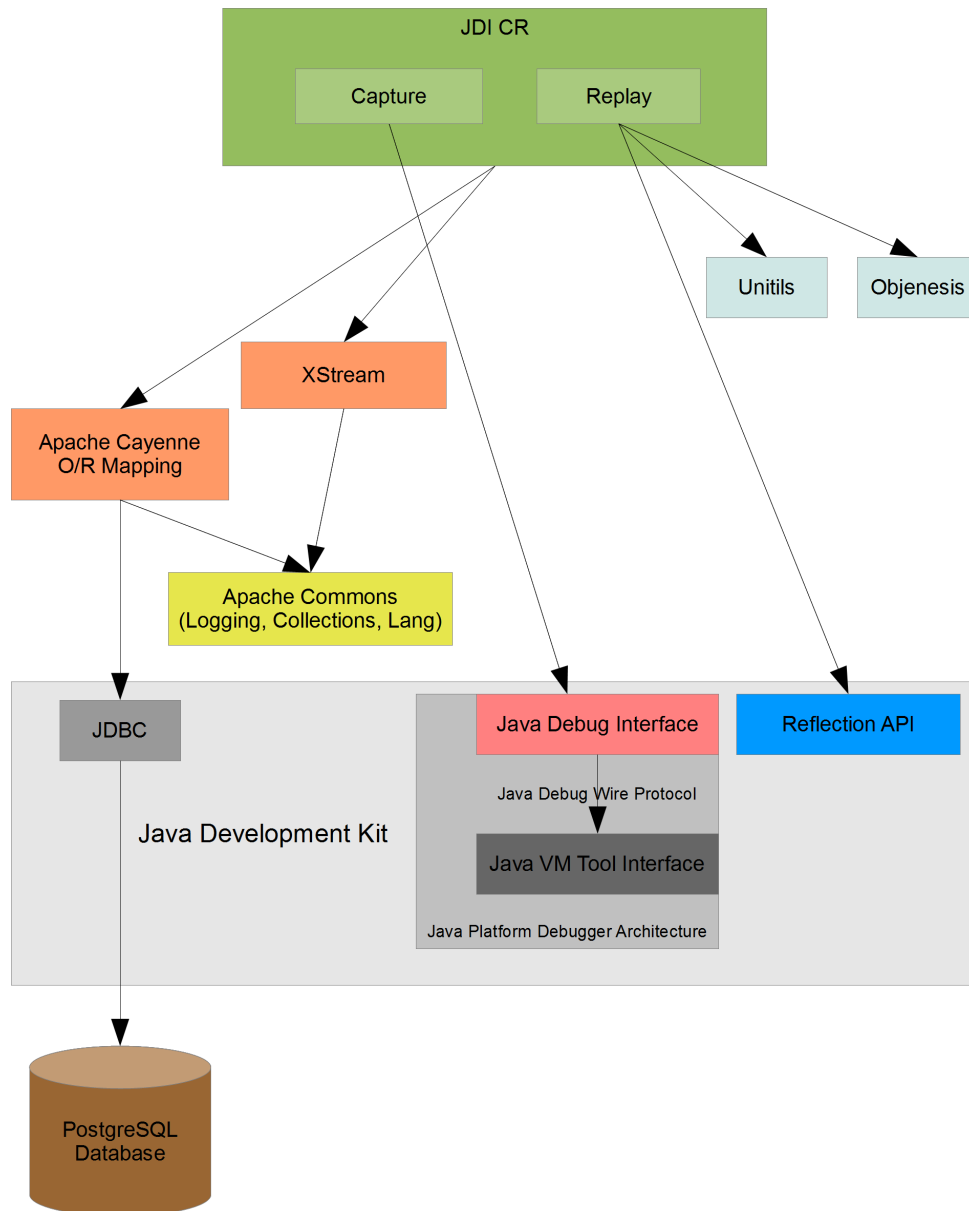 JDI CR
Capture
Replay
Unitils
Objenesis
XStream
Apache Cayenne
O/R Mapping
Apache Commons
(Logging, Collections, Lang)
JDBC
Java Debug Interface
Reflection API
Java Debug Wire Protocol
Java Development Kit
Java VM Tool Interface
Java Platform Debugger Architecture
PostgreSQL
Database